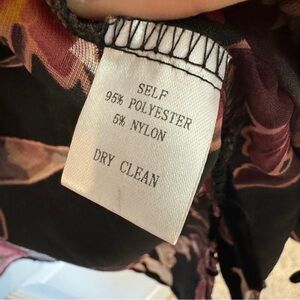 SELF
95% POLYESTER
5% NYLON
DRY CLEAN